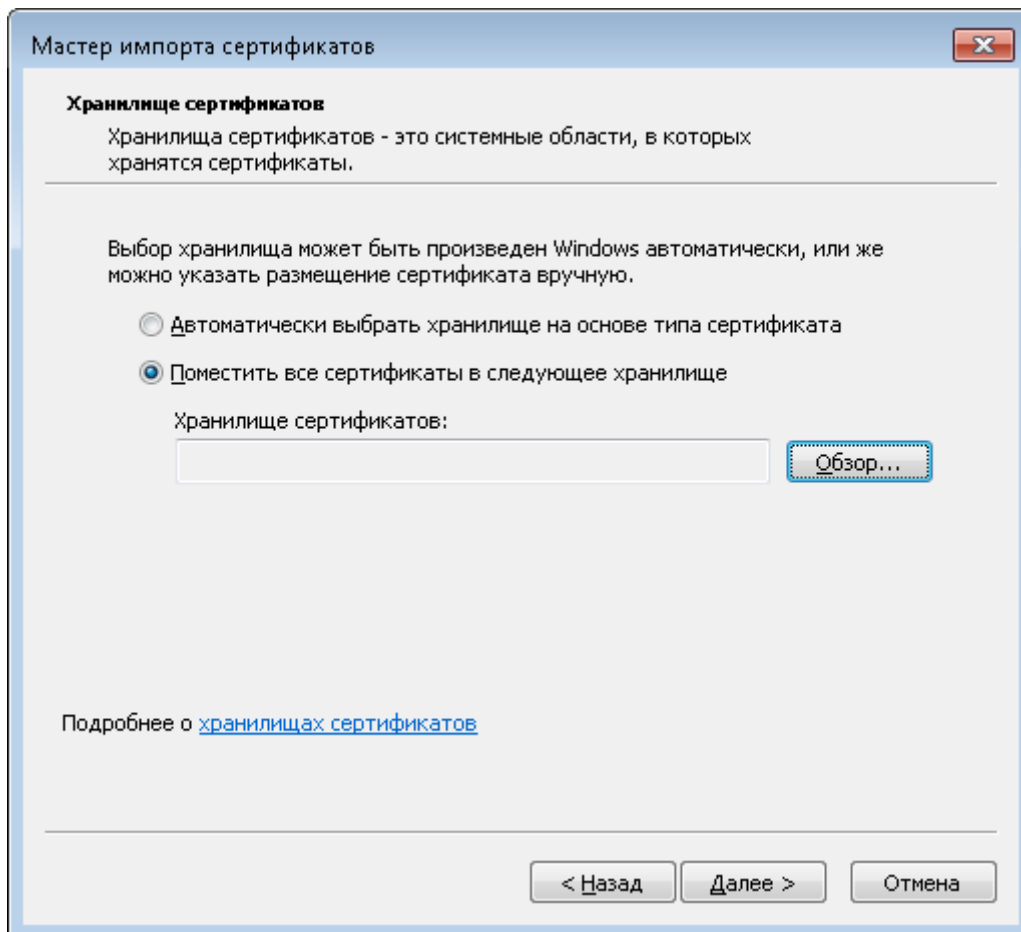 Мастер импорта сертификатов
Хранилище сертификатов
Хранилища сертификатов - это системные области, в которых
хранятся сертификаты.
Выбор хранилища может быть произведен Windows автоматически, или же
можно указать размещение сертификата вручную.
Автоматически выбрать хранилище на основе типа сертификата
Поместить все сертификаты в следующее хранилище
Хранилище сертификатов:
Обзор...
Подробнее о хранилищах сертификатов
< Назад Далее > Отмена